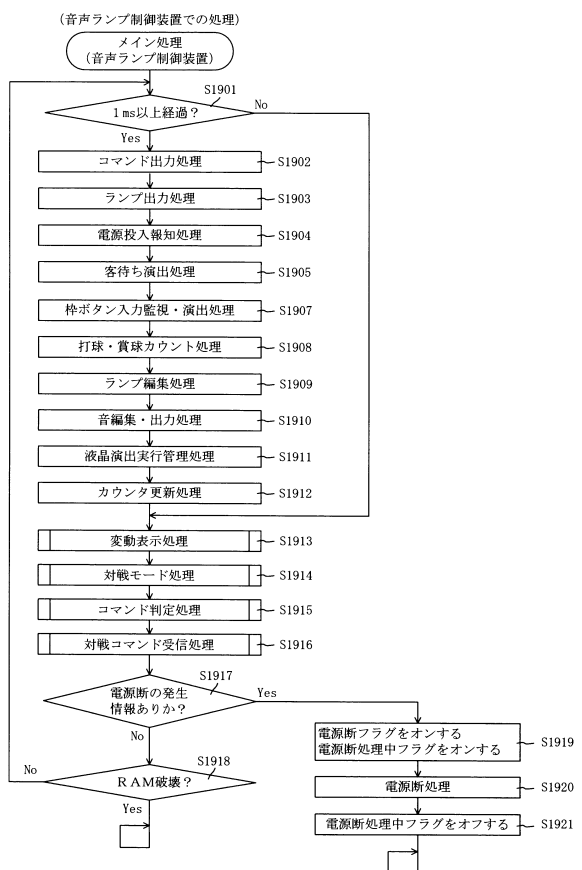 (音声ランプ制御装置での処理)
メイン処理
(音声ランプ制御装置)
S1901
1ms以上経過?
No
Yes
コマンド出力処理
S1902
ランプ出力処理
S1903
電源投入報知処理
S1904
客待ち演出処理
S1905
枠ボタン入力監視・演出処理
S1907
打球・賞球カウント処理
S1908
ランプ編集処理
S1909
音編集・出力処理
S1910
液晶演出実行管理処理
S1911
カウンタ更新処理
S1912
変動表示処理
S1913
対戦モード処理
S1914
コマンド判定処理
S1915
対戦コマンド受信処理
S1916
S1917
電源断の発生
情報ありか?
Yes
No
電源断フラグをオンする
電源断処理中フラグをオンする
S1919
S1918
RAM破壊?
No
Yes
電源断処理
S1920
電源断処理中フラグをオフする
S1921